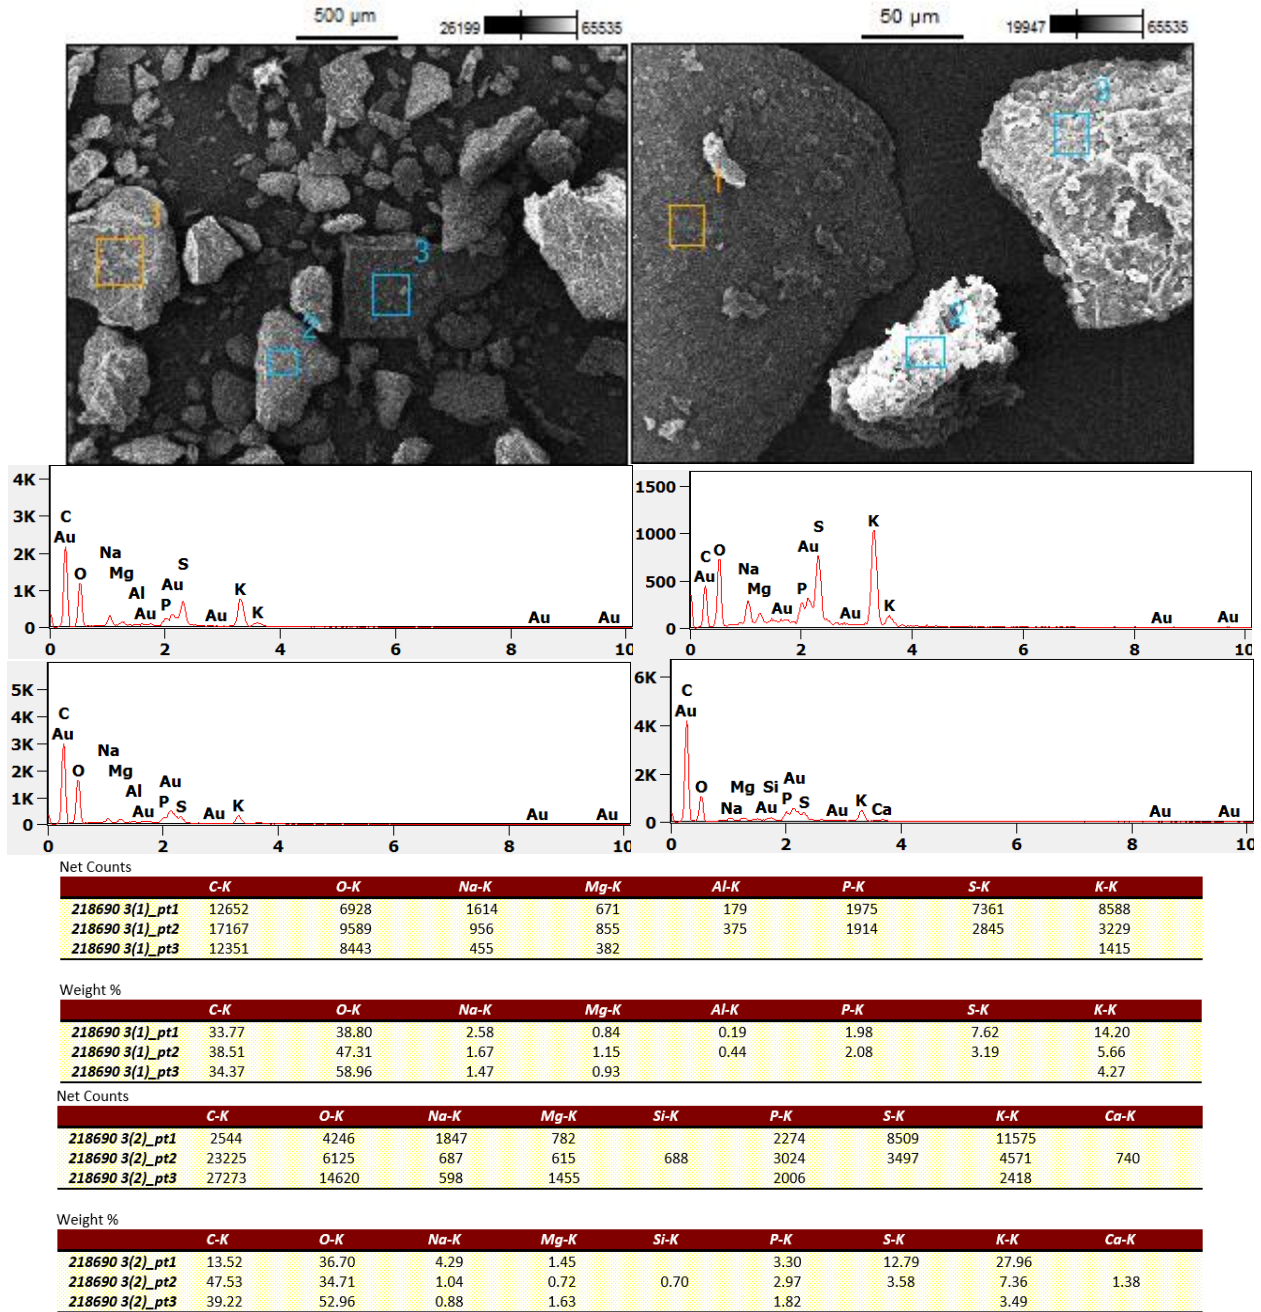 500 µm
26199 65535
50 µm
19947 65535
1
2
3
1
2
3
4K
3K
2K
1K
0
C
Au
O
Na
Mg
Al
Au
P
Au
S
Au
K
K
Au
Au
0 2 4 6 8 10
1500
1000
500
0
C
Au
O
Na
Mg
Au
P
Au
S
Au
K
K
Au
Au
0 2 4 6 8 10
5K
4K
3K
2K
1K
0
C
Au
O
Na
Mg
Al
Au
P
Au
S
Au
K
Au
Au
0 2 4 6 8 10
6K
4K
2K
0
C
Au
O
Na
Mg
Au
Si
P
Au
S
Au
K
Ca
Au
Au
0 2 4 6 8 10
Net Counts
C-K O-K Na-K Mg-K Al-K P-K S-K K-K
218690 3(1)_pt1 12652 6928 1614 671 179 1975 7361 8588
218690 3(1)_pt2 17167 9589 956 855 375 1914 2845 3229
218690 3(1)_pt3 12351 8443 455 382 1415
Weight %
C-K O-K Na-K Mg-K Al-K P-K S-K K-K
218690 3(1)_pt1 33.77 38.80 2.58 0.84 0.19 1.98 7.62 14.20
218690 3(1)_pt2 38.51 47.31 1.67 1.15 0.44 2.08 3.19 5.66
218690 3(1)_pt3 34.37 58.96 1.47 0.93 4.27
Net Counts
C-K O-K Na-K Mg-K Si-K P-K S-K K-K Ca-K
218690 3(2)_pt1 2544 4246 1847 782 2274 8509 11575
218690 3(2)_pt2 23225 6125 687 615 688 3024 3497 4571 740
218690 3(2)_pt3 27273 14620 598 1455 2006 2418
Weight %
C-K O-K Na-K Mg-K Si-K P-K S-K K-K Ca-K
218690 3(2)_pt1 13.52 36.70 4.29 1.45 3.30 12.79 27.96
218690 3(2)_pt2 47.53 34.71 1.04 0.72 0.70 2.97 3.58 7.36 1.38
218690 3(2)_pt3 39.22 52.96 0.88 1.63 1.82 3.49